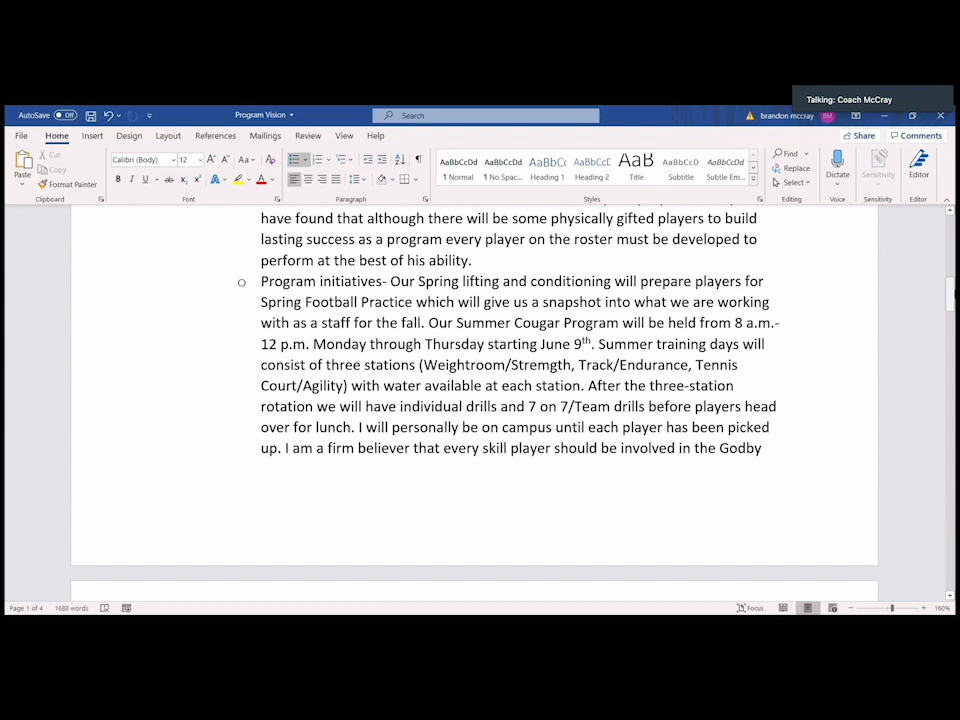 Talking: Coach McCray
AutoSave Off Program Vision Search brandon mccray BM
File Home Insert Design Layout References Mailings Review View Help Share Comments
Paste Cut Copy Format Painter
Calibri (Body) 12
AaBbCcDd AaBbCcDd AaBbCc AaBbCcD AaB AaBbCcD AaBbCcDd
1 Normal 1 No Spac... Heading 1 Heading 2 Title Subtitle Subtle Em...
Find Replace Select Dictate Sensitivity Editor
Clipboard Font Paragraph Styles Editing Voice Sensitivity Editor
have found that although there will be some physically gifted players to build
lasting success as a program every player on the roster must be developed to
perform at the best of his ability.
o Program initiatives- Our Spring lifting and conditioning will prepare players for
Spring Football Practice which will give us a snapshot into what we are working
with as a staff for the fall. Our Summer Cougar Program will be held from 8 a.m.-
12 p.m. Monday through Thursday starting June 9th. Summer training days will
consist of three stations (Weightroom/Stremgth, Track/Endurance, Tennis
Court/Agility) with water available at each station. After the three-station
rotation we will have individual drills and 7 on 7/Team drills before players head
over for lunch. I will personally be on campus until each player has been picked
up. I am a firm believer that every skill player should be involved in the Godby
Page 1 of 4 1688 words Focus 160%